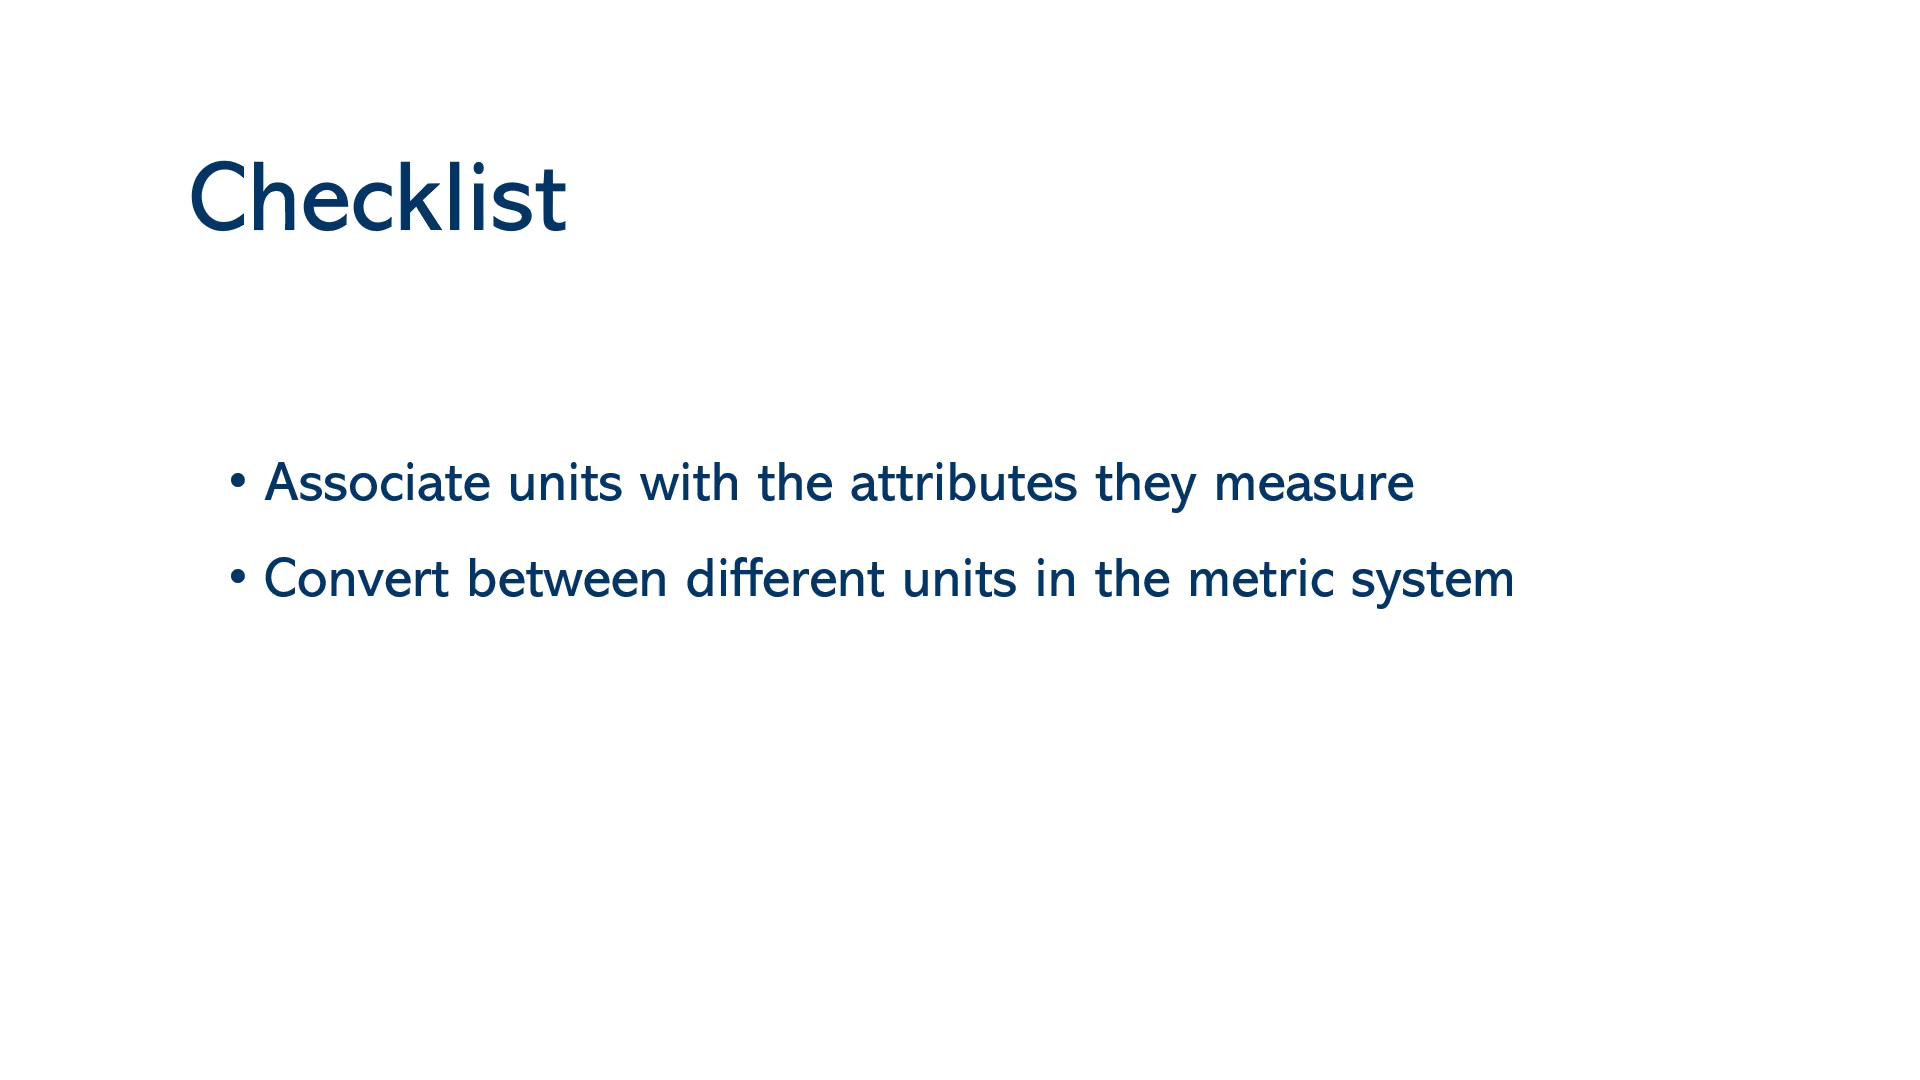 Checklist
• Associate units with the attributes they measure
• Convert between different units in the metric system